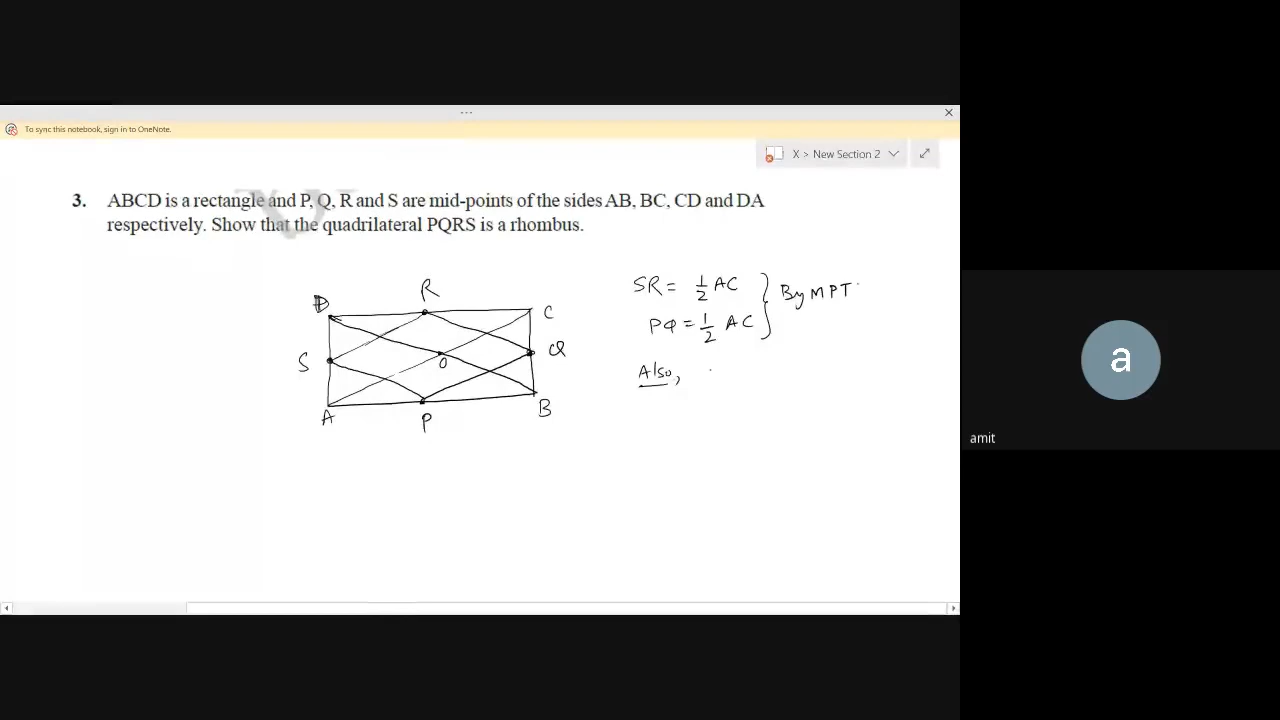 To sync this notebook, sign in to OneNote.
X > New Section 2
3. ABCD is a rectangle and P, Q, R and S are mid-points of the sides AB, BC, CD and DA
respectively. Show that the quadrilateral PQRS is a rhombus.
D R C
S O Q
A P B
SR = 1/2 AC } By MPT
PQ = 1/2 AC
Also,
a
amit